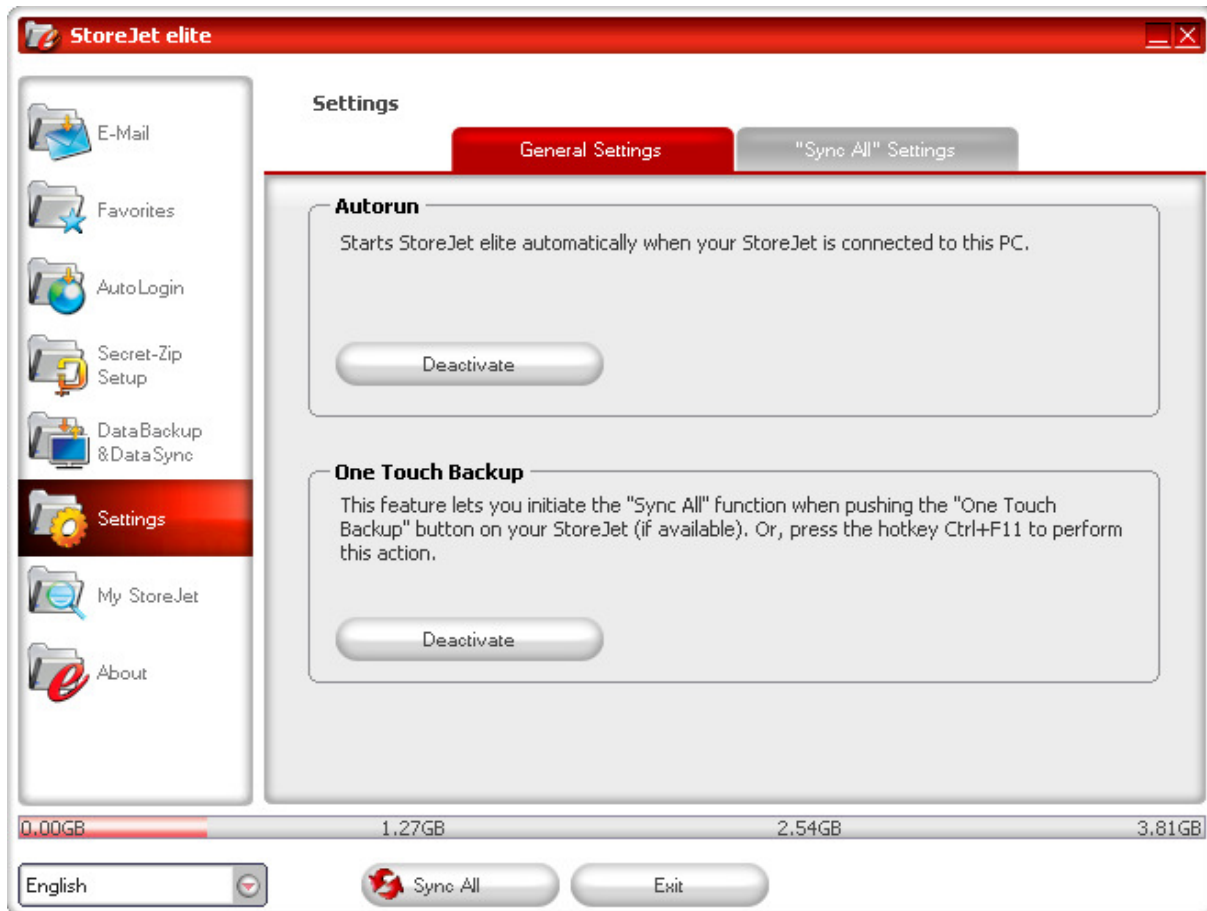 StoreJet elite
E-Mail
Favorites
AutoLogin
Secret-Zip
Setup
DataBackup
&DataSync
Settings
My StoreJet
About
Settings
General Settings
"Sync All" Settings
Autorun
Starts StoreJet elite automatically when your StoreJet is connected to this PC.
Deactivate
One Touch Backup
This feature lets you initiate the "Sync All" function when pushing the "One Touch
Backup" button on your StoreJet (if available). Or, press the hotkey Ctrl+F11 to perform
this action.
Deactivate
0.00GB 1.27GB 2.54GB 3.81GB
English
Sync All
Exit